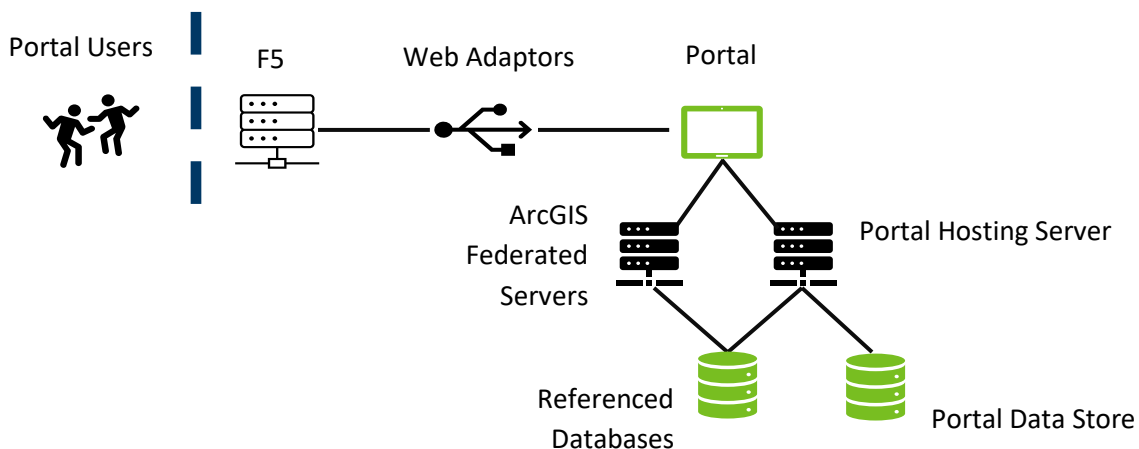 Portal Users
F5
Web Adaptors
Portal
ArcGIS
Federated
Servers
Portal Hosting Server
Referenced
Databases
Portal Data Store